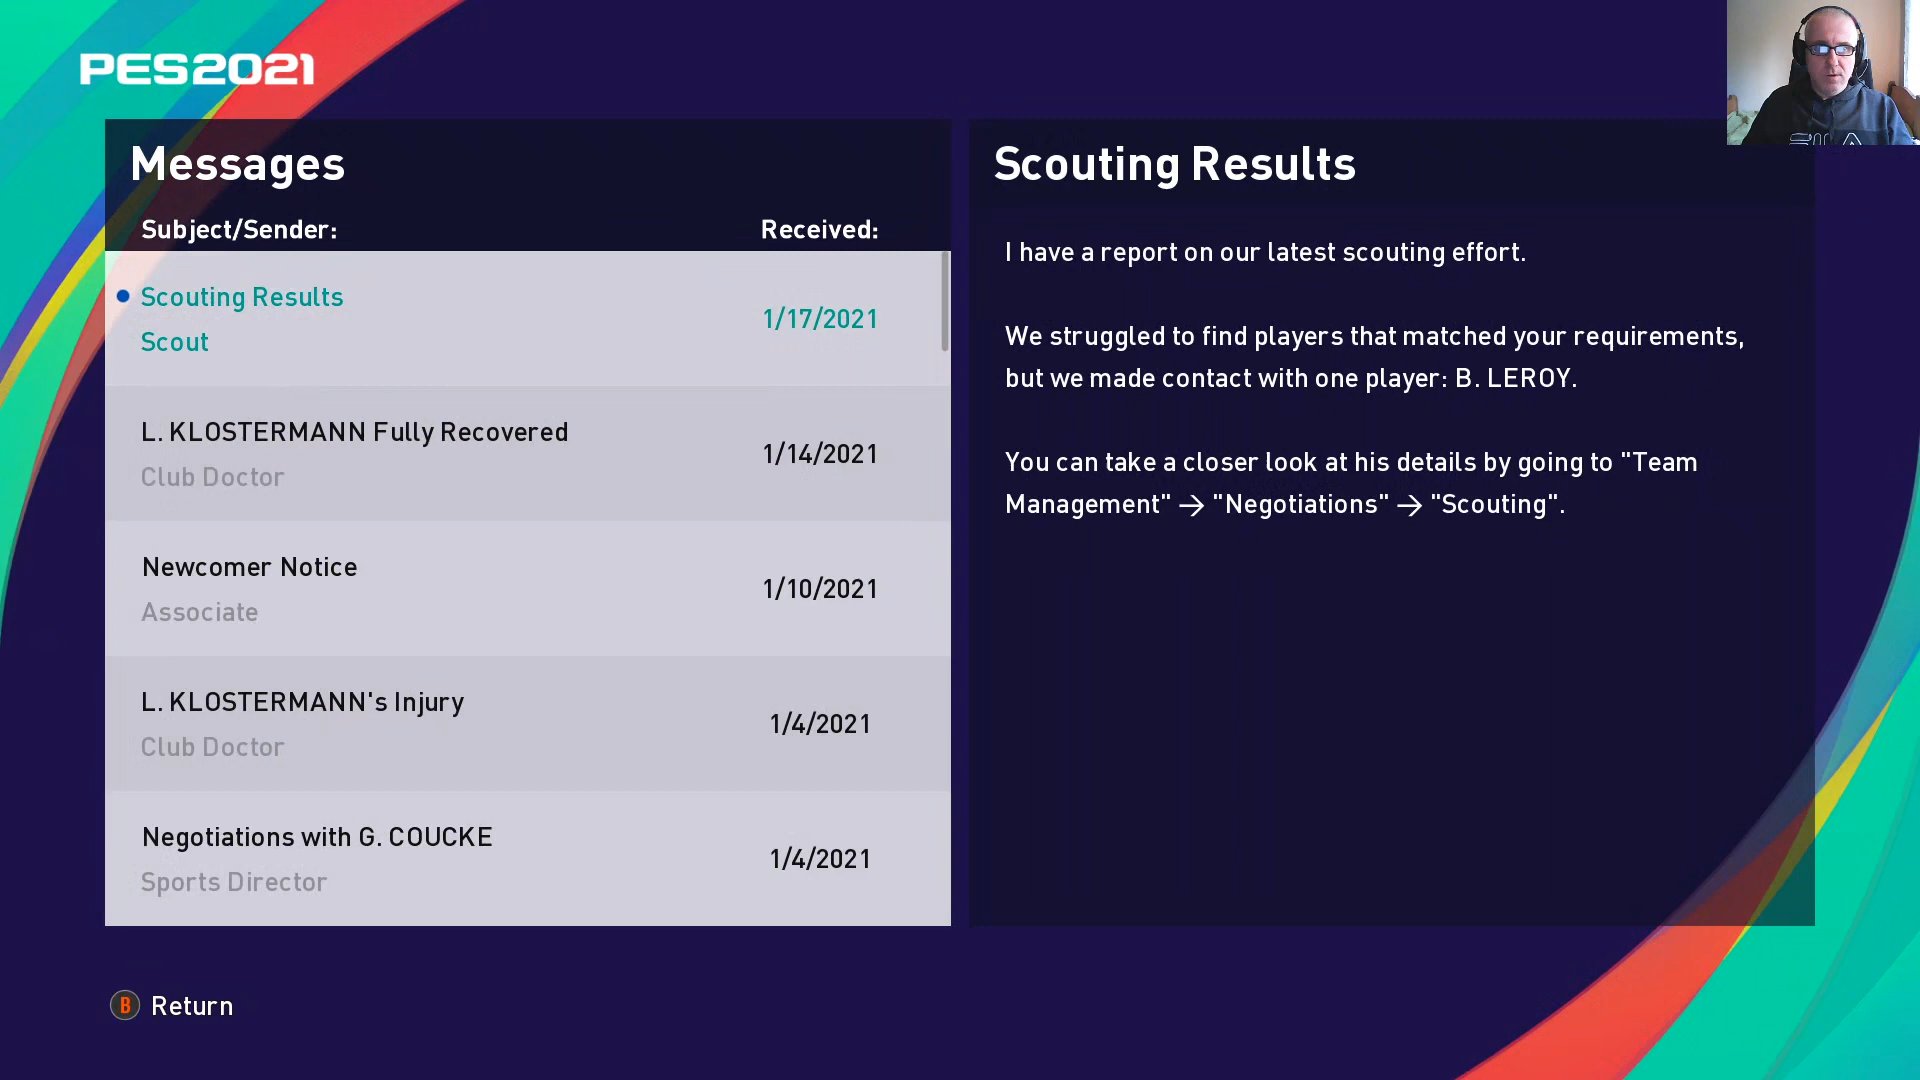 PES2021
Messages
Subject/Sender: Received:
Scouting Results
Scout
1/17/2021
L. KLOSTERMANN Fully Recovered
Club Doctor
1/14/2021
Newcomer Notice
Associate
1/10/2021
L. KLOSTERMANN's Injury
Club Doctor
1/4/2021
Negotiations with G. COUCKE
Sports Director
1/4/2021
Scouting Results
I have a report on our latest scouting effort.
We struggled to find players that matched your requirements,
but we made contact with one player: B. LEROY.
You can take a closer look at his details by going to "Team
Management" → "Negotiations" → "Scouting".
B Return